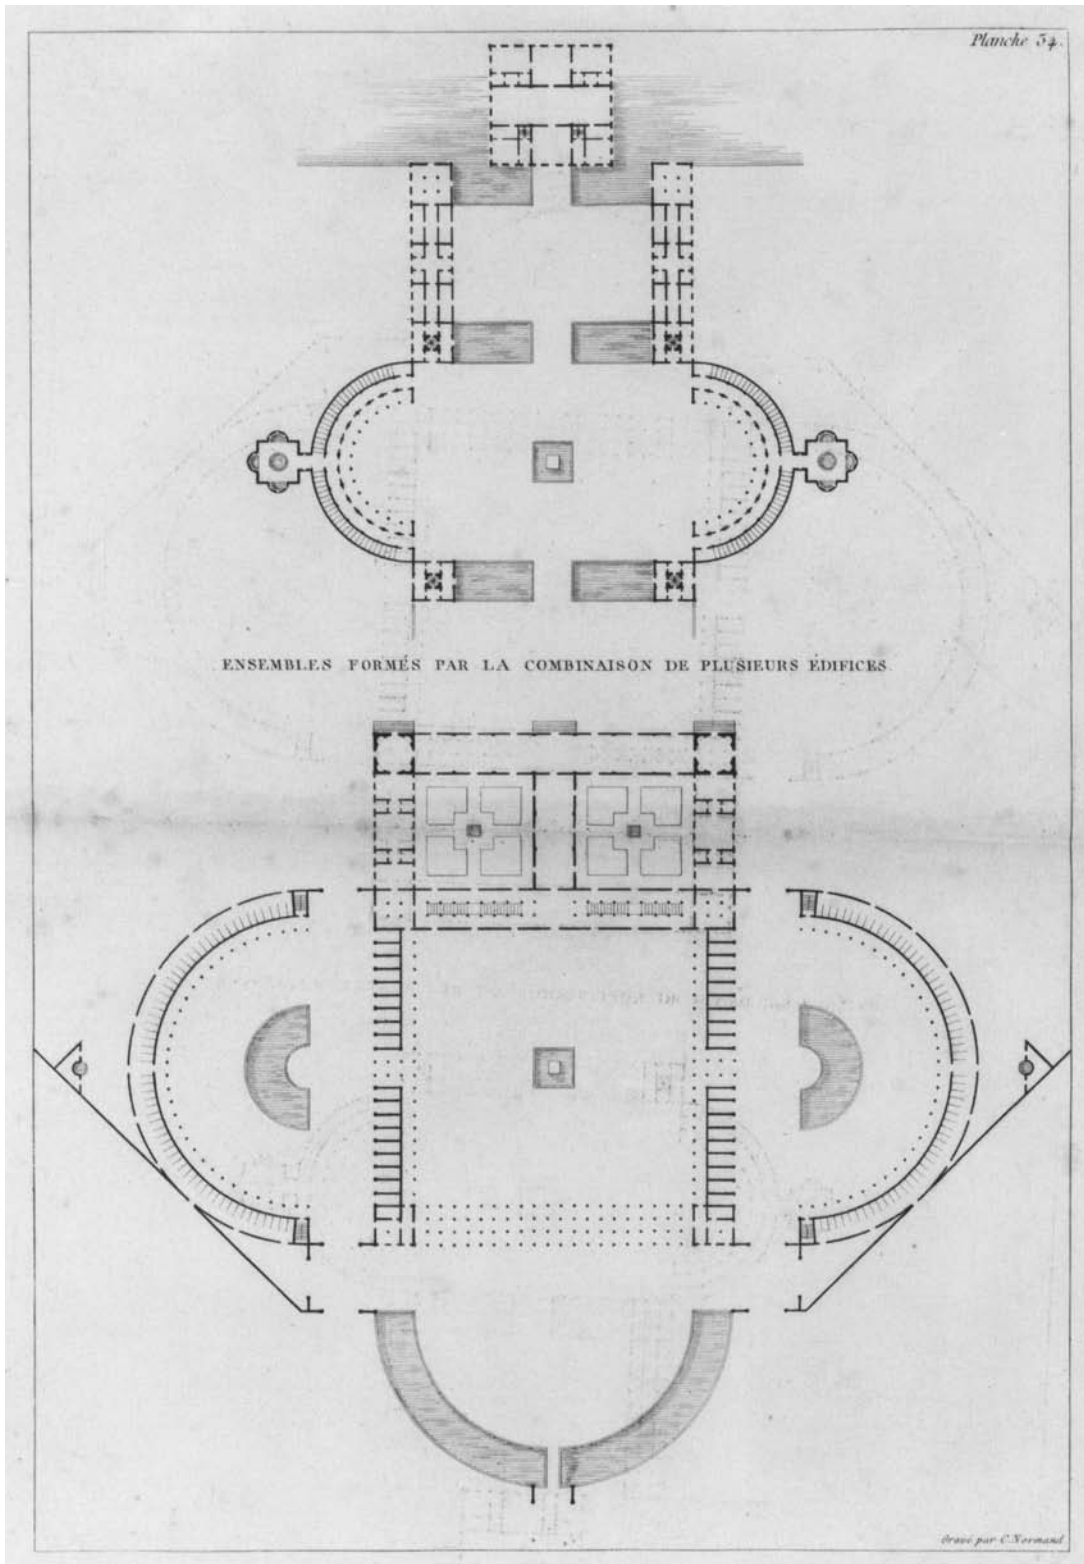 Planche 34.
ENSEMBLES FORMÉS PAR LA COMBINAISON DE PLUSIEURS ÉDIFICES.
Gravé par C. Normand